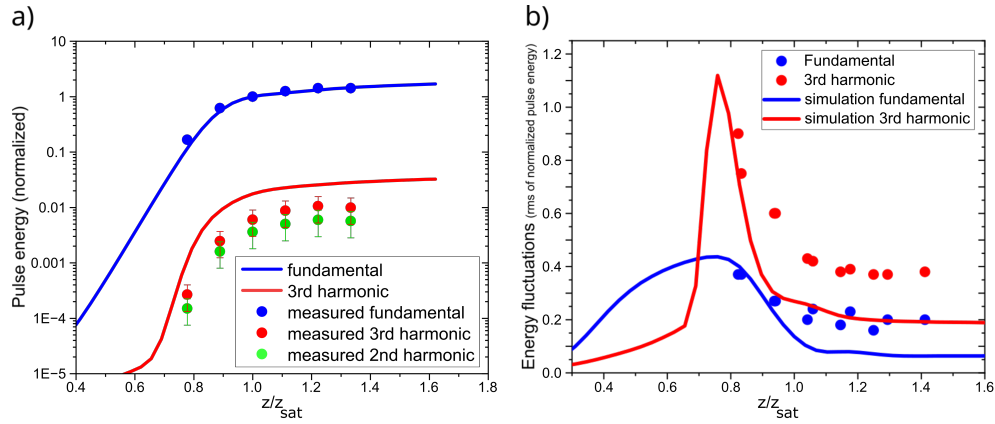 a)
Pulse energy (normalized)
10
1
0.1
0.01
0.001
1E−4
1E−5
fundamental
3rd harmonic
measured fundamental
measured 3rd harmonic
measured 2nd harmonic
0.4 0.6 0.8 1.0 1.2 1.4 1.6 1.8
z/zsat
b)
Energy fluctuations (rms of normalized pulse energy)
1.2
1.0
0.8
0.6
0.4
0.2
0.0
Fundamental
3rd harmonic
simulation fundamental
simulation 3rd harmonic
0.4 0.6 0.8 1.0 1.2 1.4 1.6
z/zsat